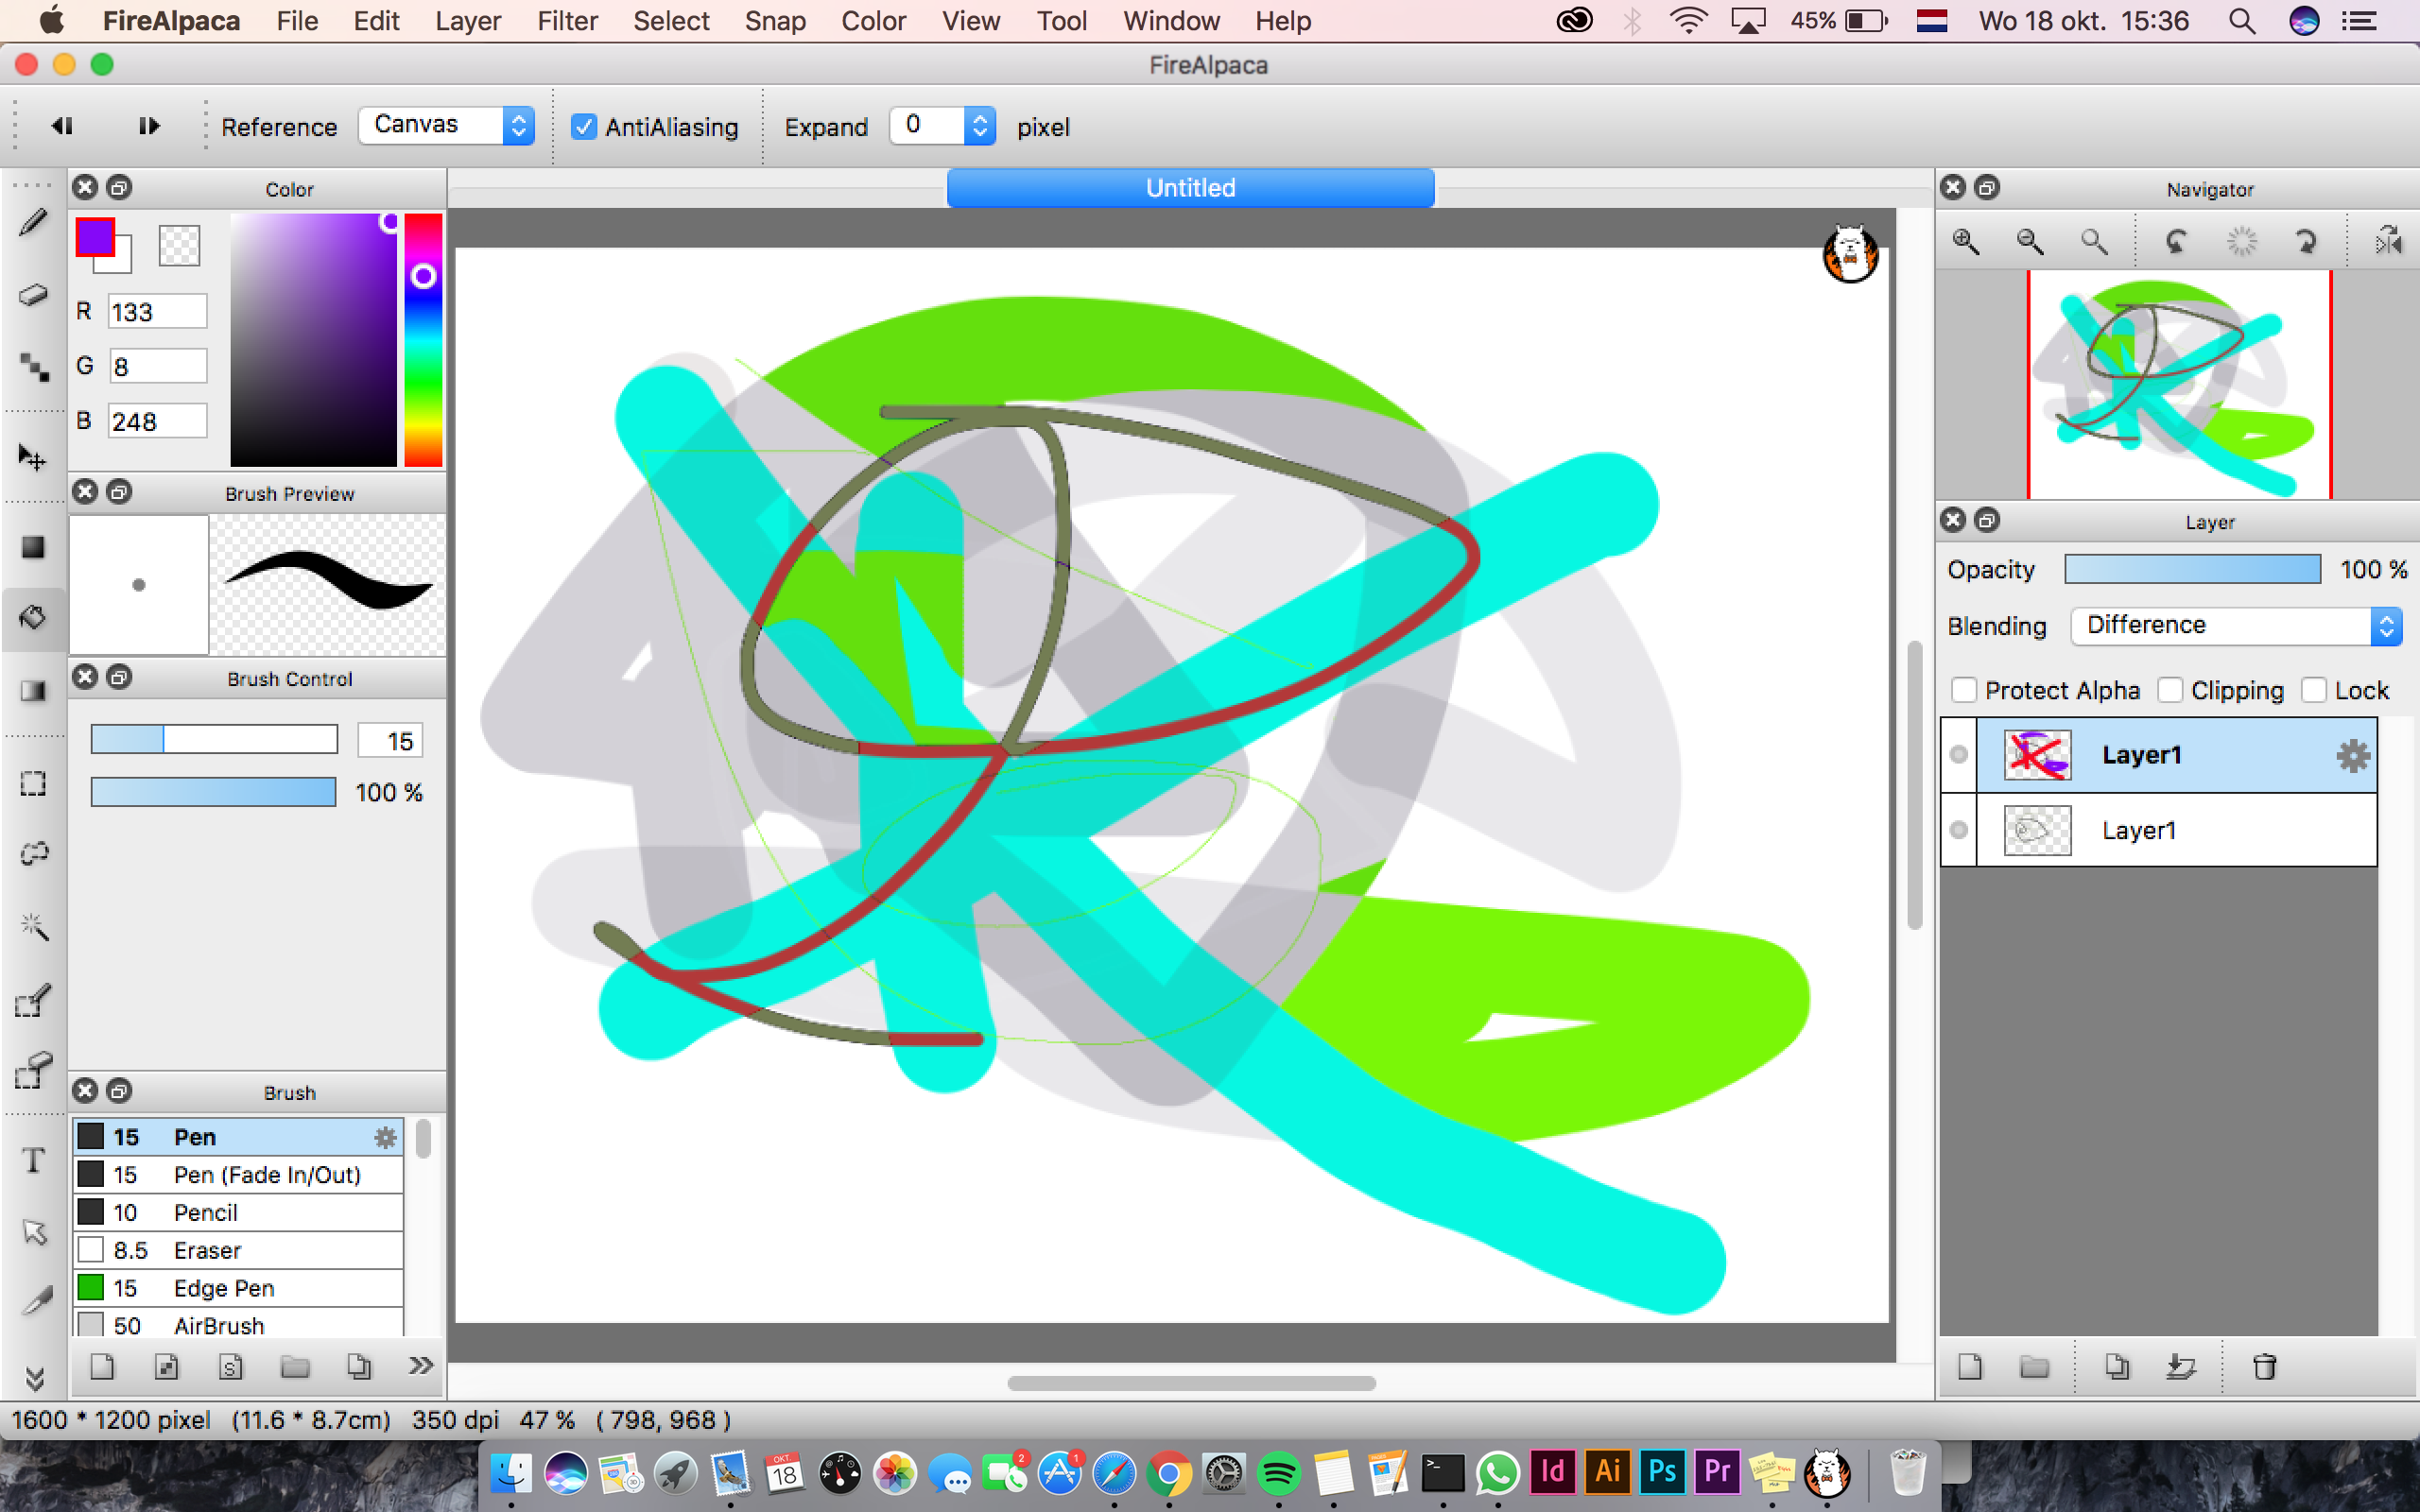 FireAlpaca File Edit Layer Filter Select Snap Color View Tool Window Help 45% Wo 18 okt. 15:36
FireAlpaca
Reference Canvas AntiAliasing Expand 0 pixel
Color
R 133
G 8
B 248
Brush Preview
Brush Control
15
100 %
Brush
15 Pen
15 Pen (Fade In/Out)
10 Pencil
8.5 Eraser
15 Edge Pen
50 AirBrush
Untitled
Navigator
Layer
Opacity 100 %
Blending Difference
Protect Alpha Clipping Lock
Layer1
Layer1
T
S
1600 * 1200 pixel (11.6 * 8.7cm) 350 dpi 47 % ( 798, 968 )
OKT.
18
2
1
>_
Id
Ai
Ps
Pr